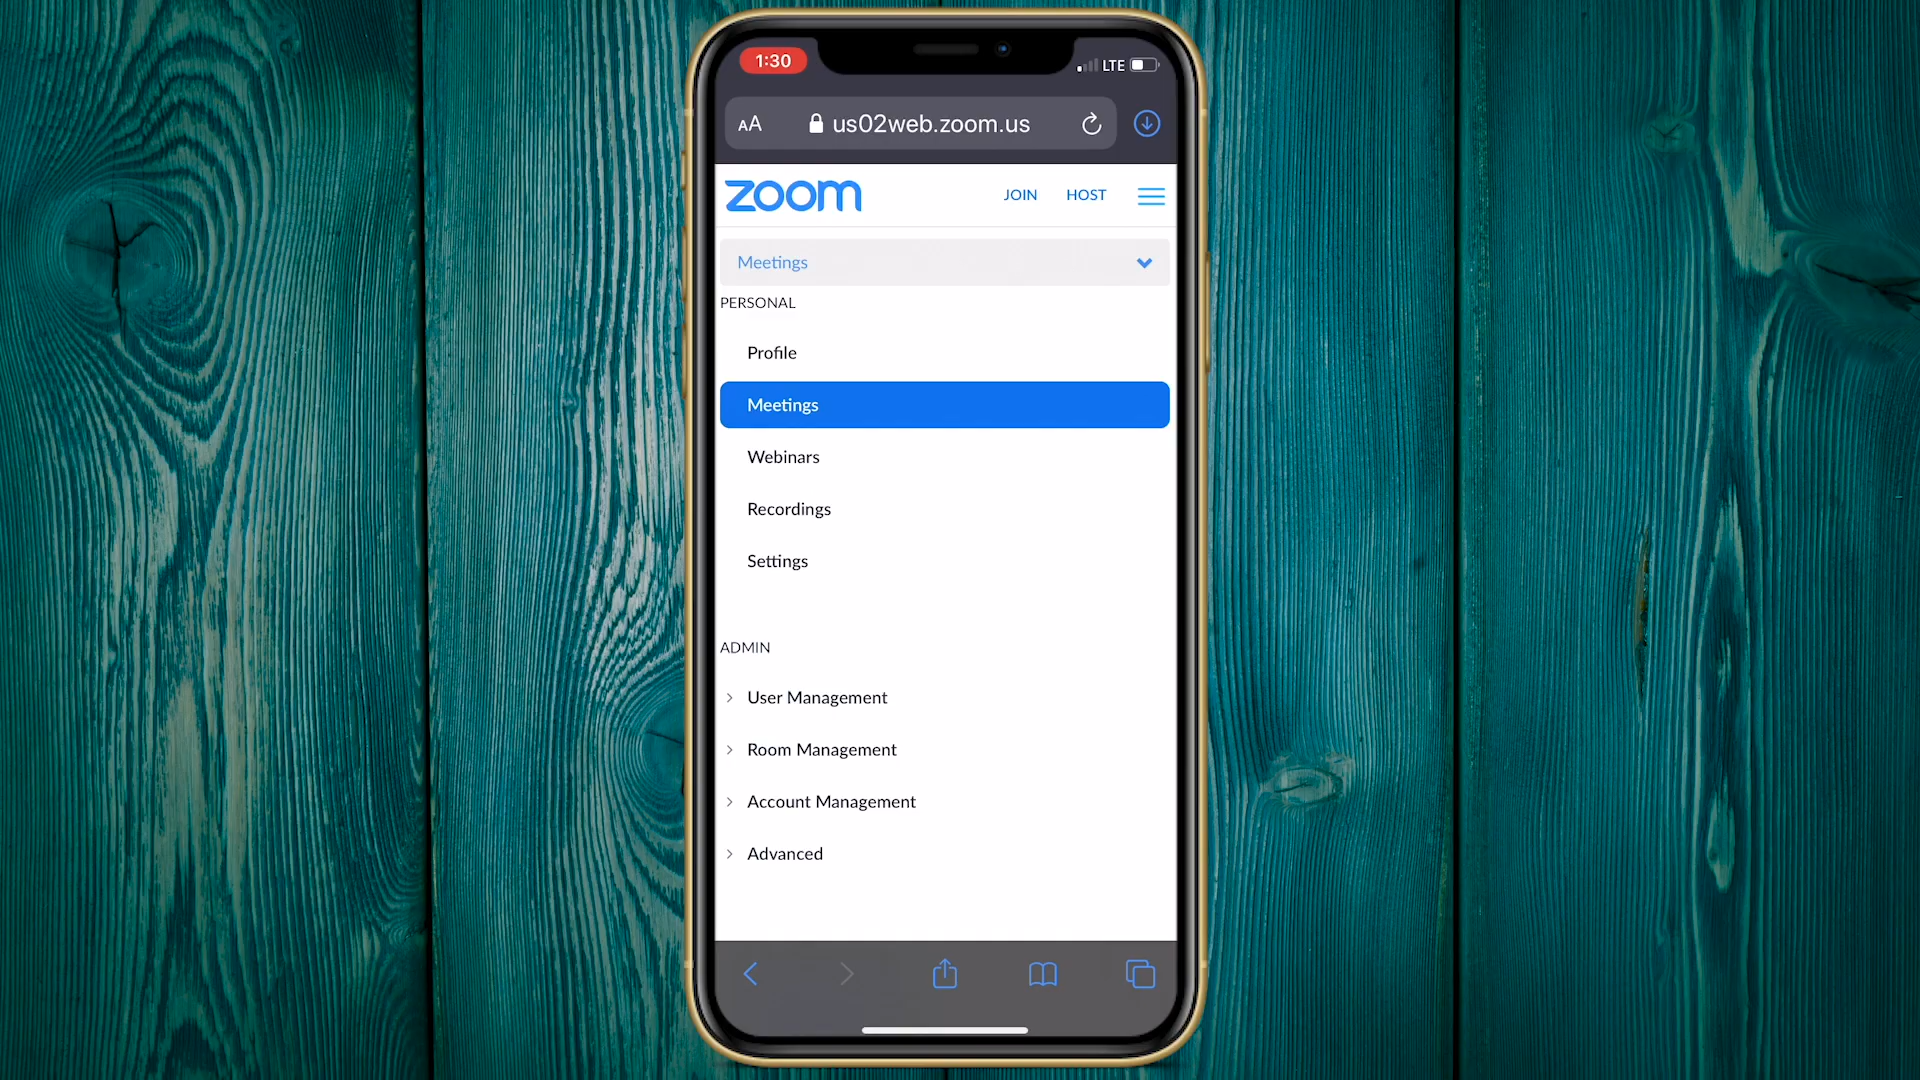 1:30
LTE
AA us02web.zoom.us
zoom JOIN HOST
Meetings
PERSONAL
Profile
Meetings
Webinars
Recordings
Settings
ADMIN
User Management
Room Management
Account Management
Advanced